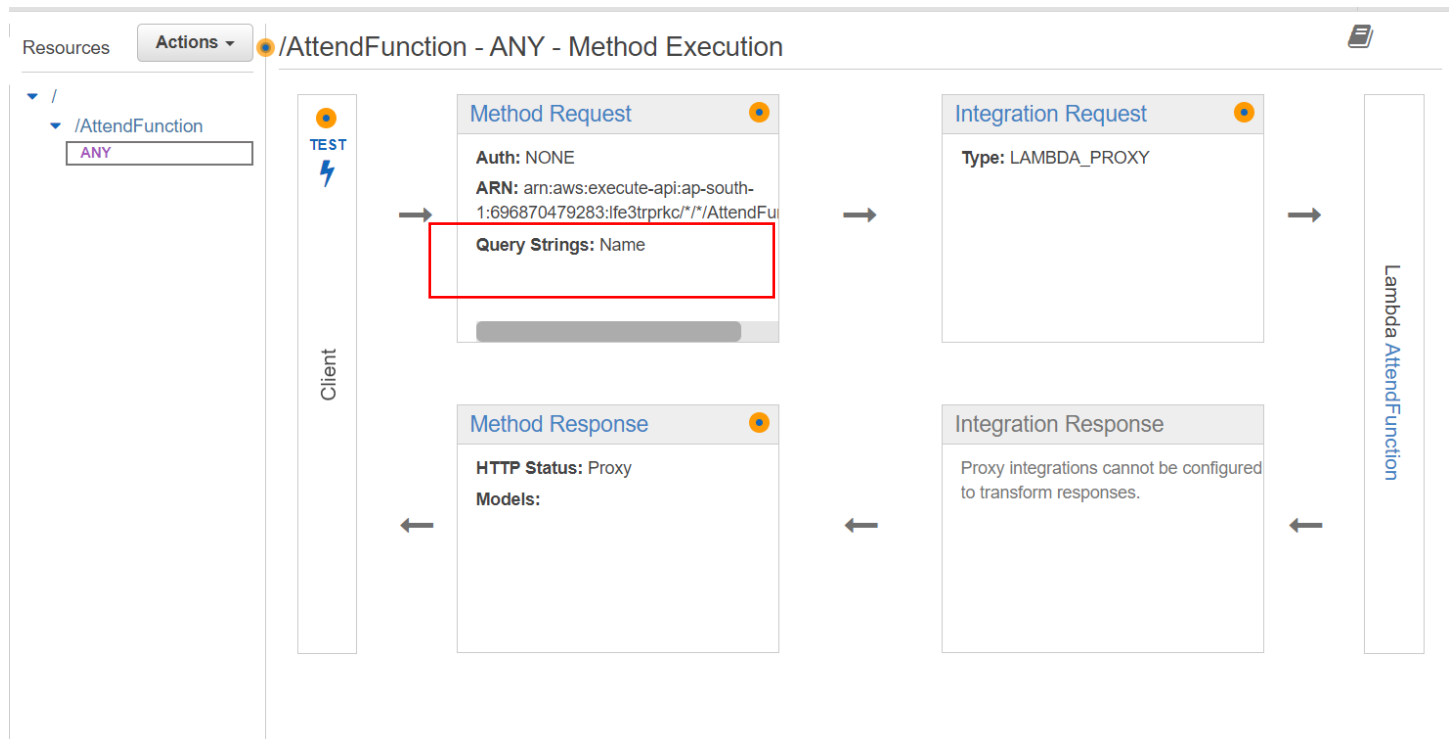 Resources
Actions
/AttendFunction - ANY - Method Execution
/
/AttendFunction
ANY
TEST
Client
Method Request
Auth: NONE
ARN: arn:aws:execute-api:ap-south-
1:696870479283:lfe3trprkc/*/*/AttendFu
Query Strings: Name
Integration Request
Type: LAMBDA_PROXY
Lambda AttendFunction
Method Response
HTTP Status: Proxy
Models:
Integration Response
Proxy integrations cannot be configured
to transform responses.